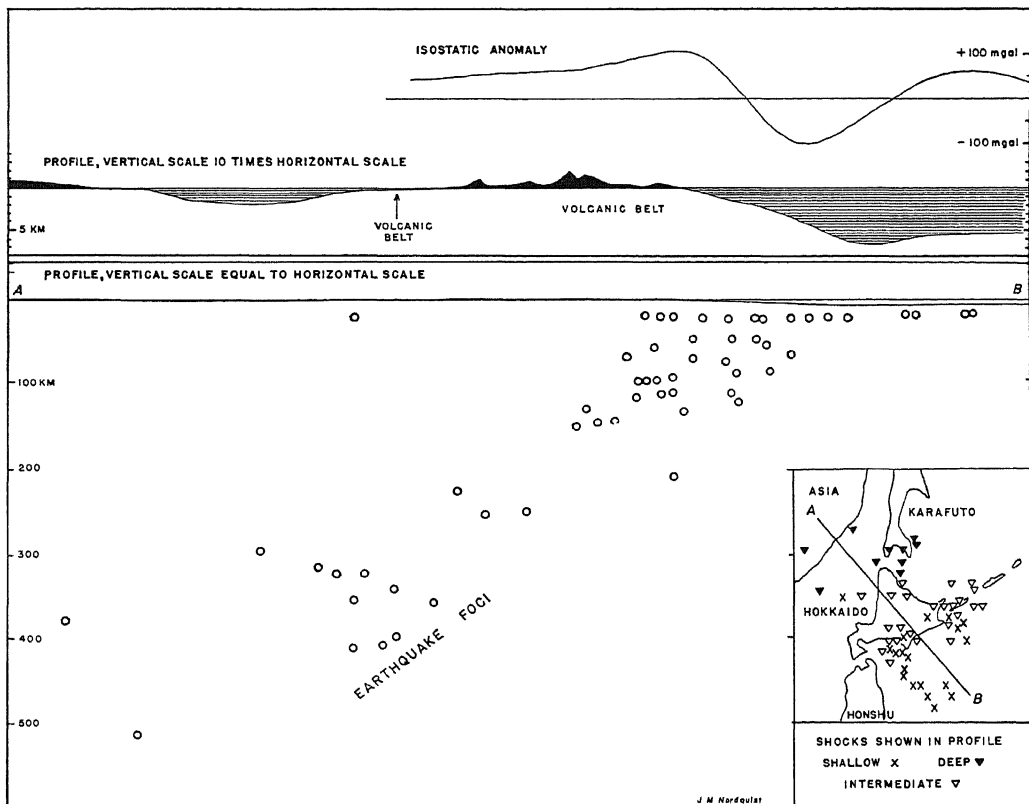 ISOSTATIC ANOMALY
+100 mgal
-100 mgal
PROFILE, VERTICAL SCALE 10 TIMES HORIZONTAL SCALE
VOLCANIC BELT
VOLCANIC
BELT
5 KM
PROFILE, VERTICAL SCALE EQUAL TO HORIZONTAL SCALE
A
B
100 KM
200
300
400
500
EARTHQUAKE FOCI
ASIA
A
KARAFUTO
HOKKAIDO
B
HONSHU
SHOCKS SHOWN IN PROFILE
SHALLOW X DEEP ▼
INTERMEDIATE ▽
J M Nordquist